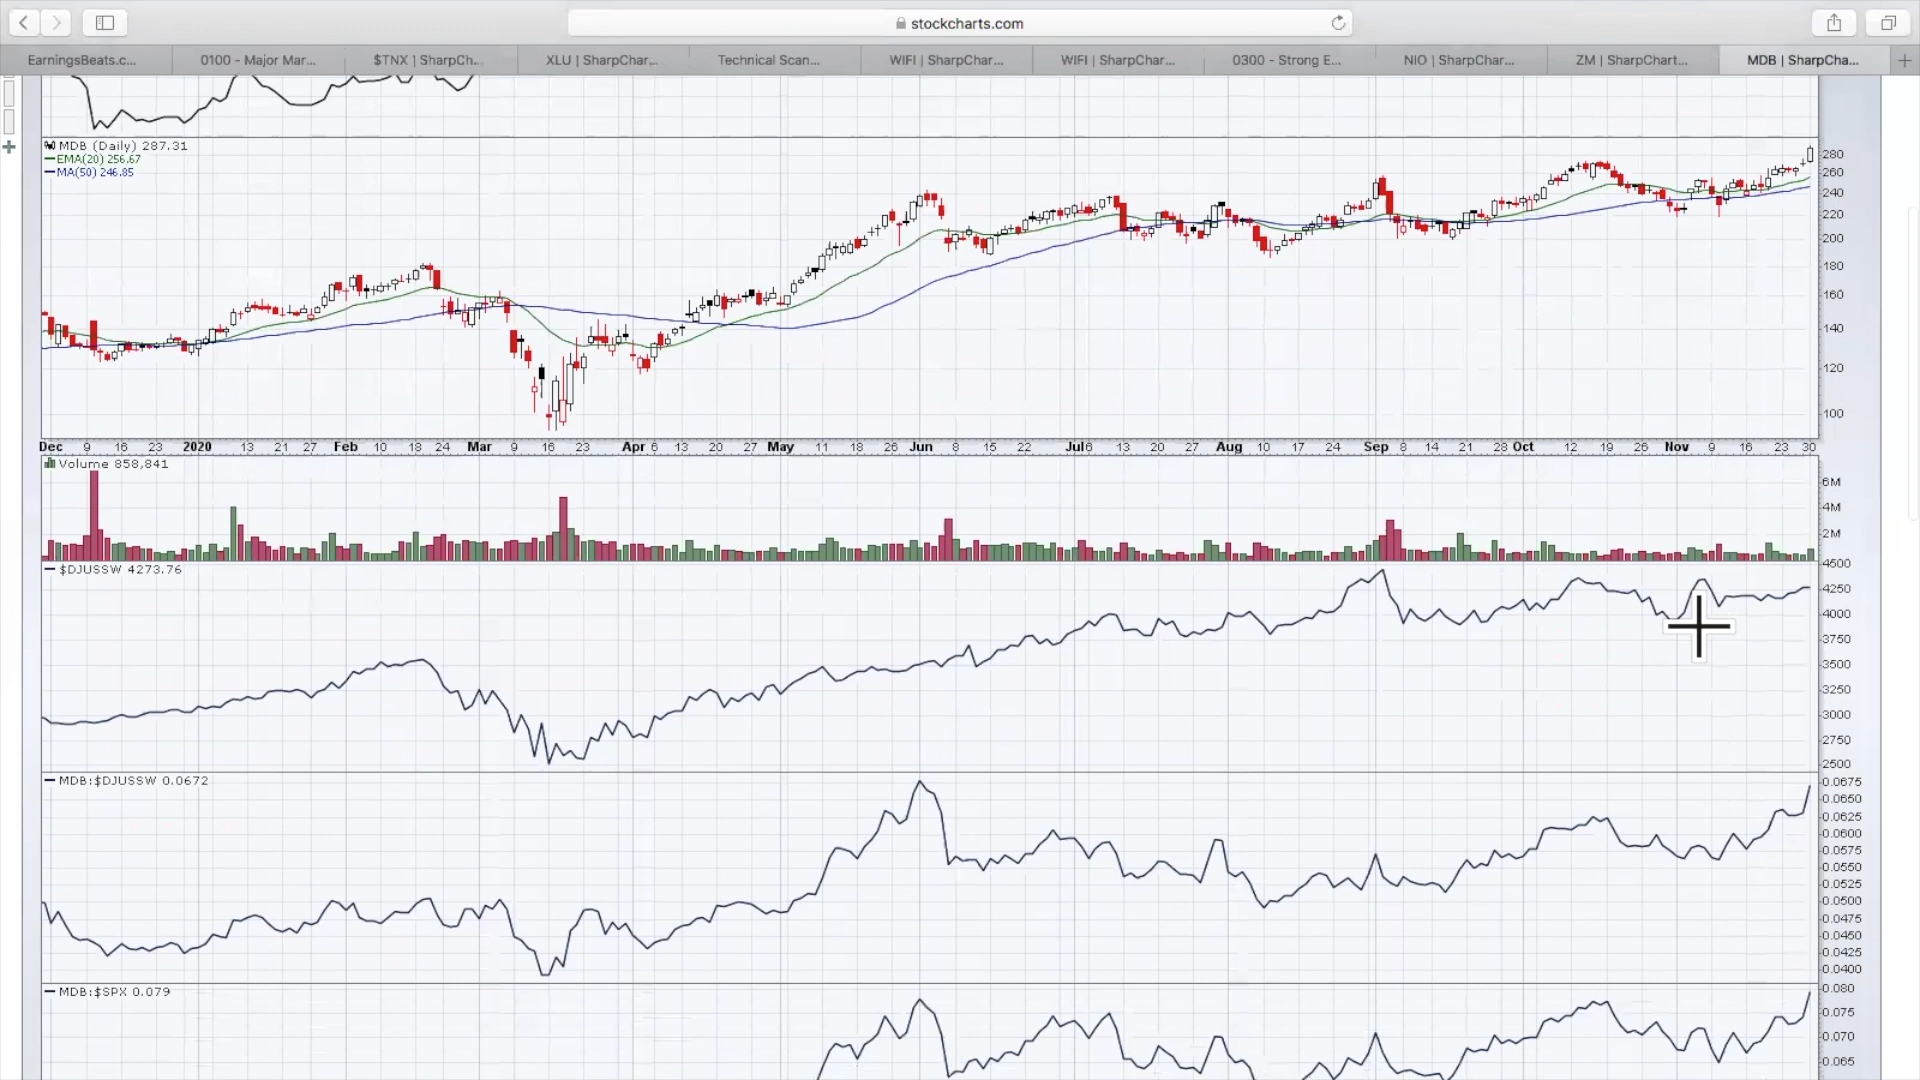 stockcharts.com
EarningsBeats.c... 0100 - Major Mar... $TNX | SharpCh... XLU | SharpChar... Technical Scan... WIFI | SharpChar... WIFI | SharpChar... 0300 - Strong E... NIO | SharpChar... ZM | SharpChart... MDB | SharpCha...
MDB (Daily) 287.31
EMA(20) 256.67
MA(50) 246.85
280
260
240
220
200
180
160
140
120
100
Dec 9 16 23 2020 13 21 27 Feb 10 18 24 Mar 9 16 23 Apr 6 13 20 27 May 11 18 26 Jun 8 15 22 Jul 6 13 20 27 Aug 10 17 24 Sep 8 14 21 28 Oct 12 19 26 Nov 9 16 23 30
Volume 858,841
6M
4M
2M
$DJUSSW 4273.76
4500
4250
4000
3750
3500
3250
3000
2750
2500
MDB:$DJUSSW 0.0672
0.0675
0.0650
0.0625
0.0600
0.0575
0.0550
0.0525
0.0500
0.0475
0.0450
0.0425
0.0400
MDB:$SPX 0.079
0.080
0.075
0.070
0.065